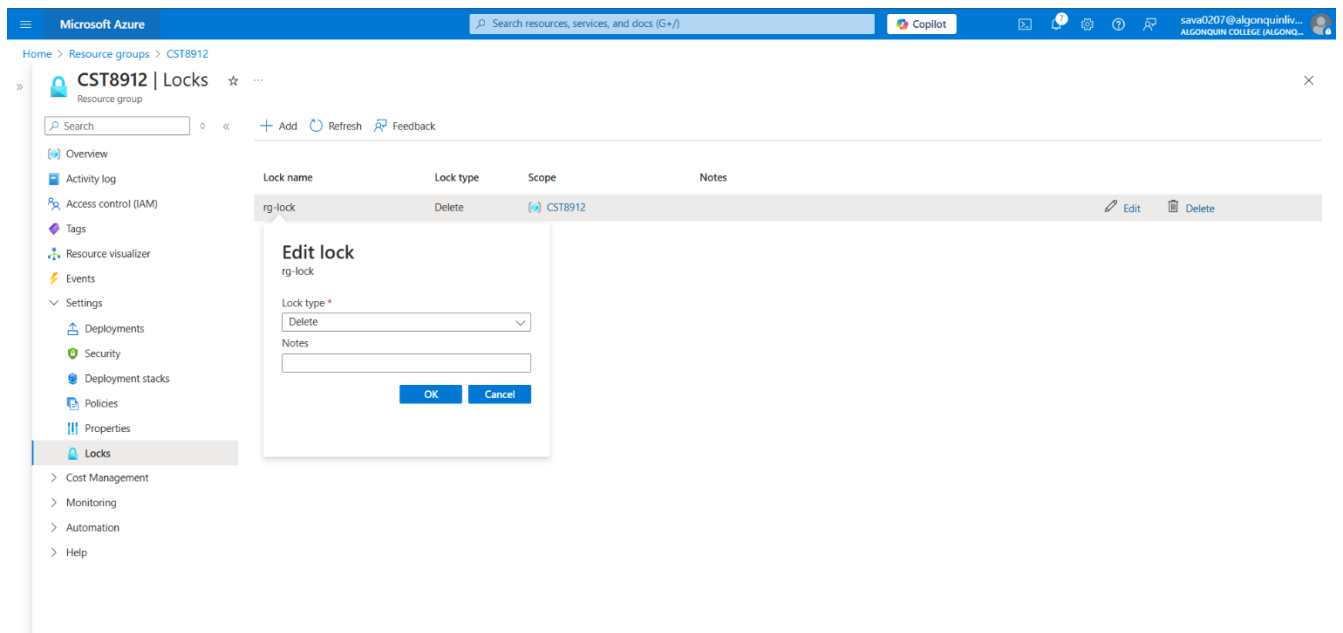 Microsoft Azure
Search resources, services, and docs (G+/)
Copilot
7
sava0207@algonquinliv...
ALGONQUIN COLLEGE (ALGONQ...
Home > Resource groups > CST8912
CST8912 | Locks
Resource group
Search
Add Refresh Feedback
Overview
Activity log
Access control (IAM)
Tags
Resource visualizer
Events
Settings
Deployments
Security
Deployment stacks
Policies
Properties
Locks
Cost Management
Monitoring
Automation
Help
Lock name Lock type Scope Notes
rg-lock Delete CST8912 Edit Delete
Edit lock
rg-lock
Lock type *
Delete
Notes
OK Cancel